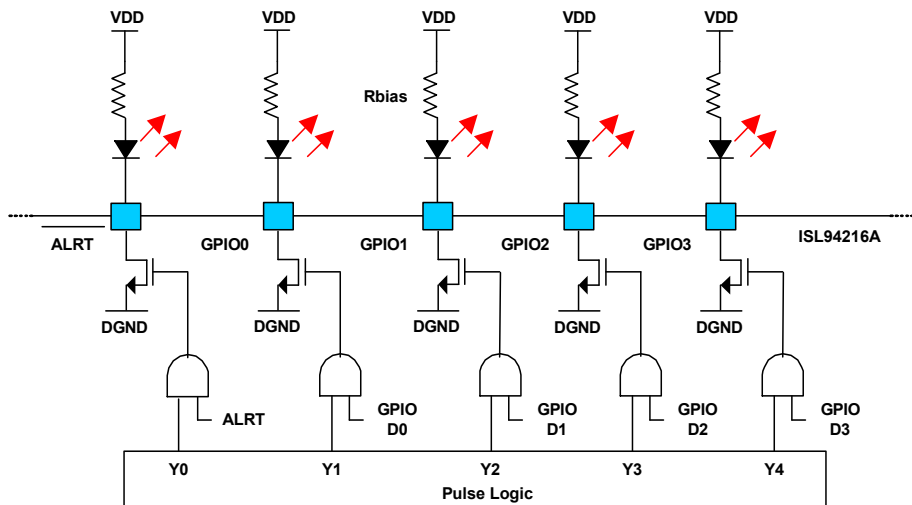 VDD VDD VDD VDD VDD
Rbias
ALRT GPIO0 GPIO1 GPIO2 GPIO3 ISL94216A
DGND DGND DGND DGND DGND
ALRT GPIO GPIO GPIO GPIO
D0 D1 D2 D3
Y0 Y1 Y2 Y3 Y4
Pulse Logic